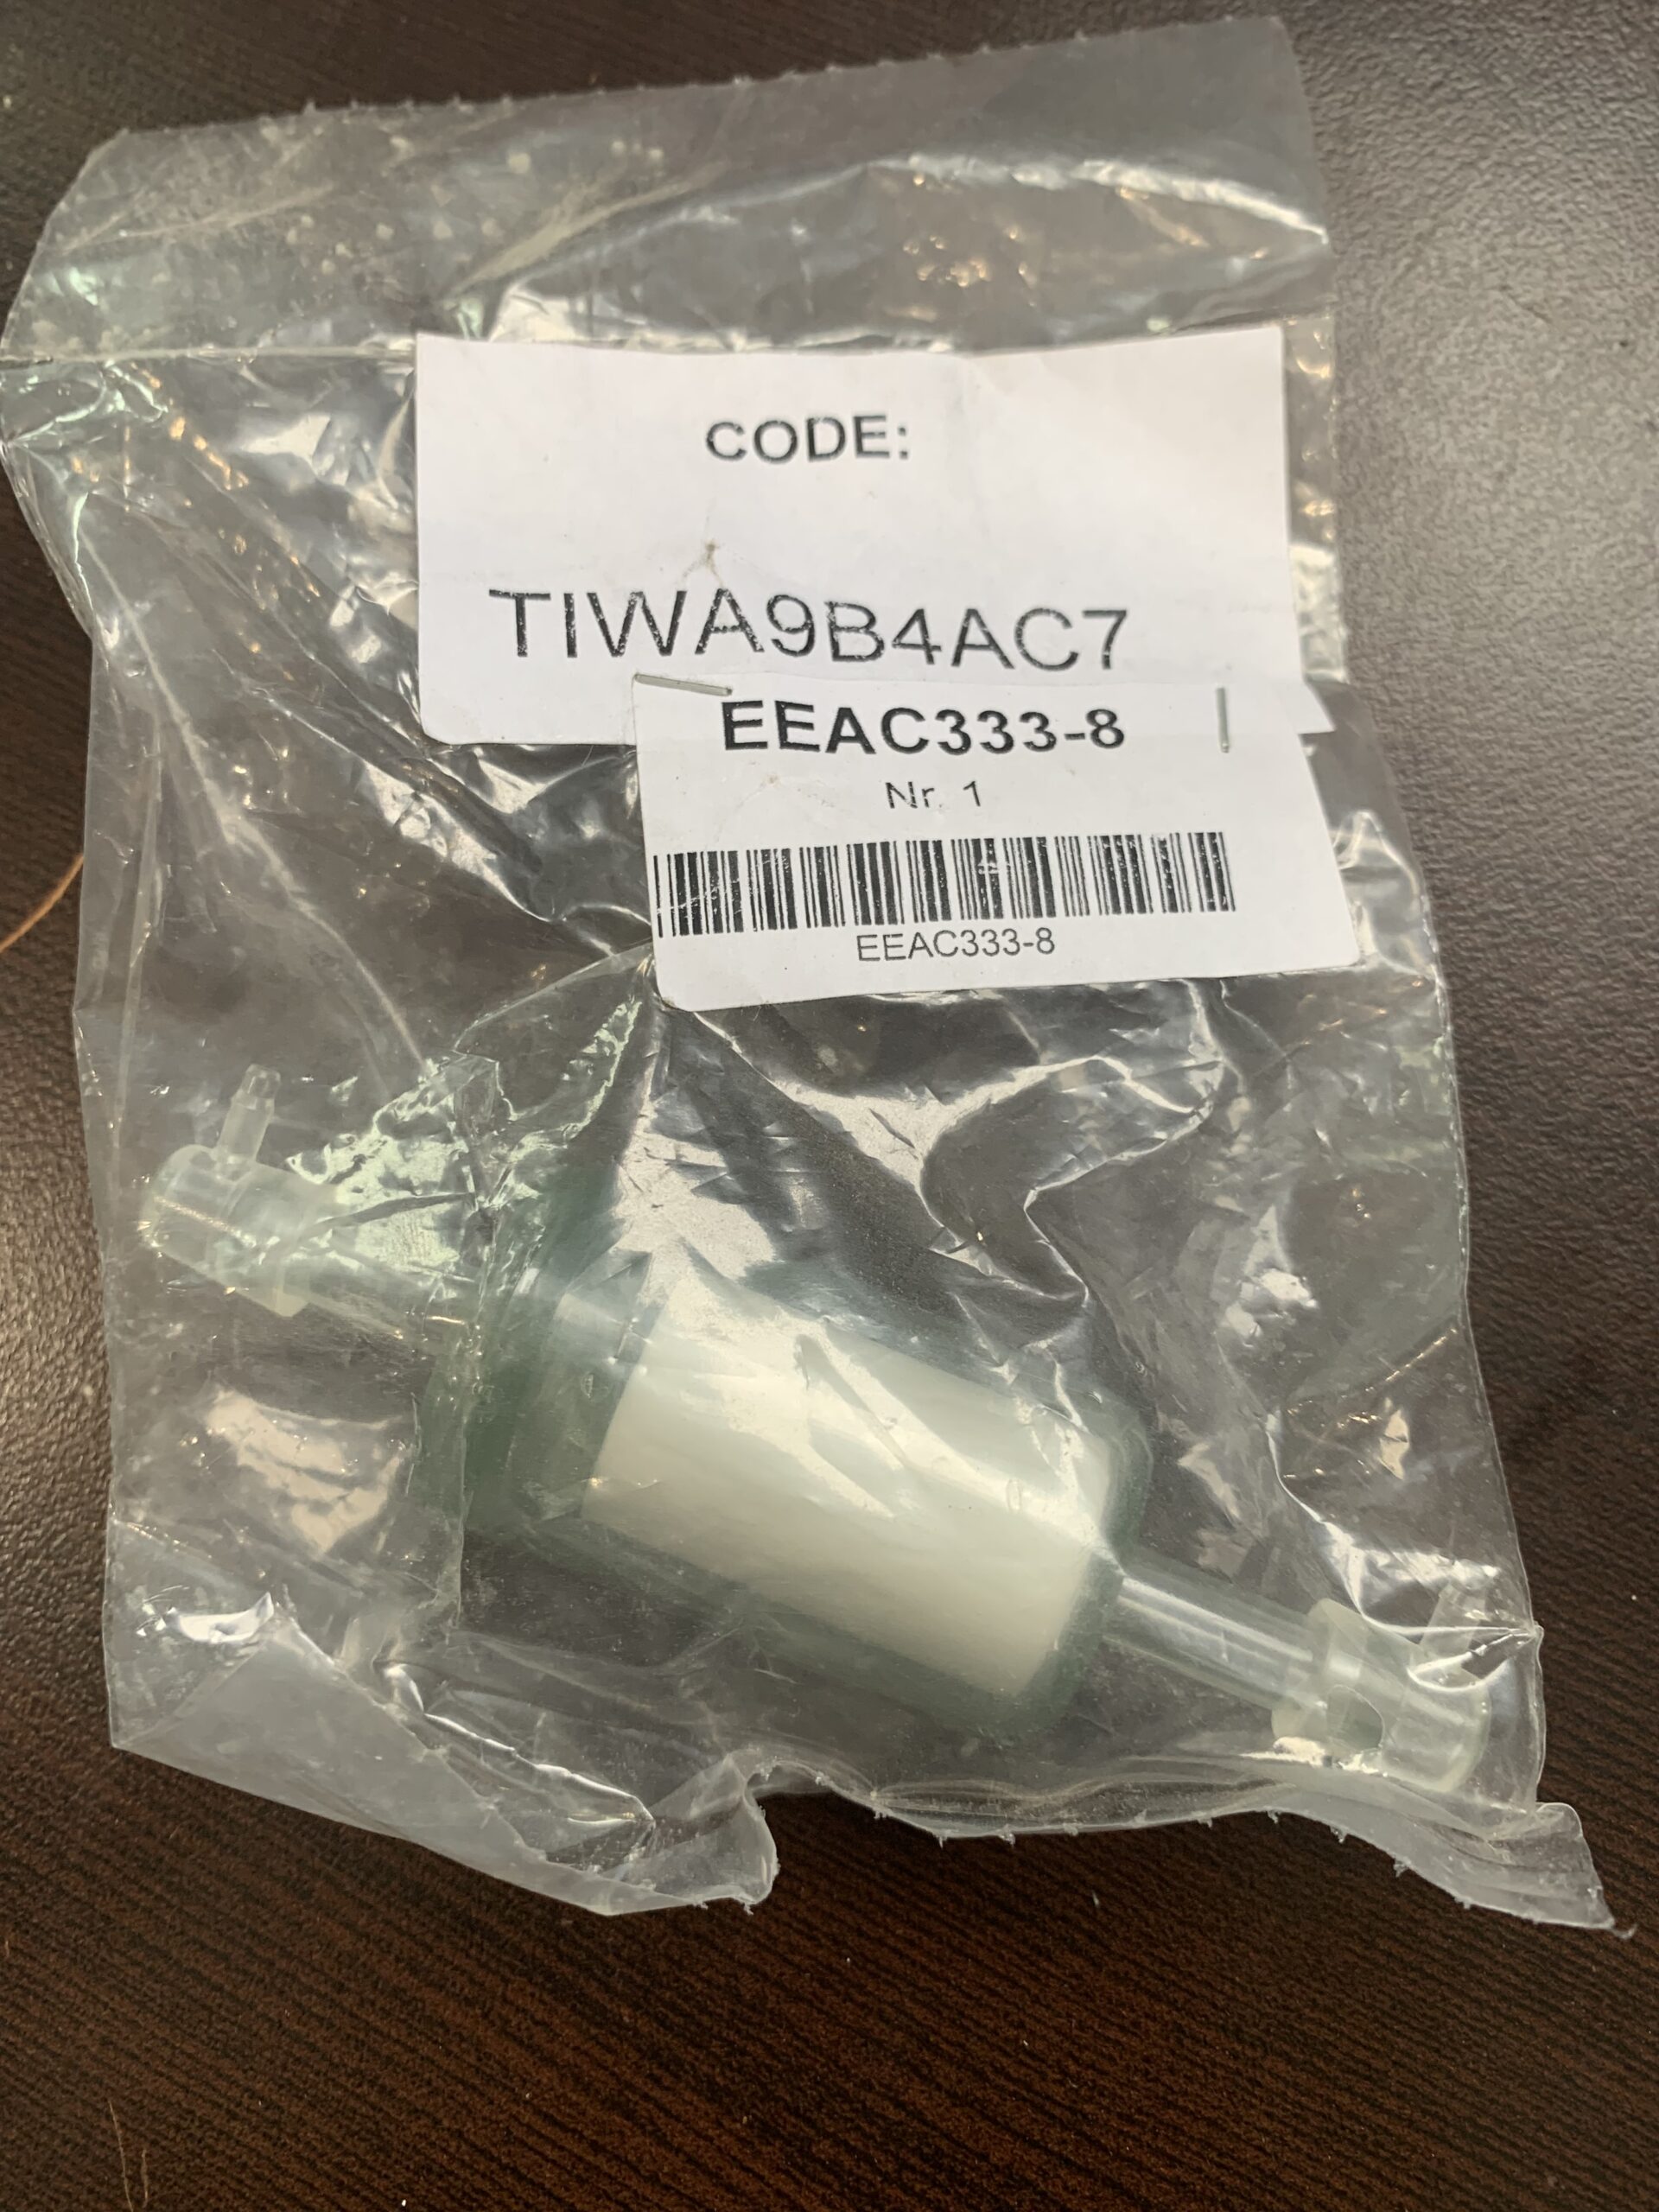 CODE:
TIWA9B4AC7
EEAC333-8
Nr. 1
EEAC333-8